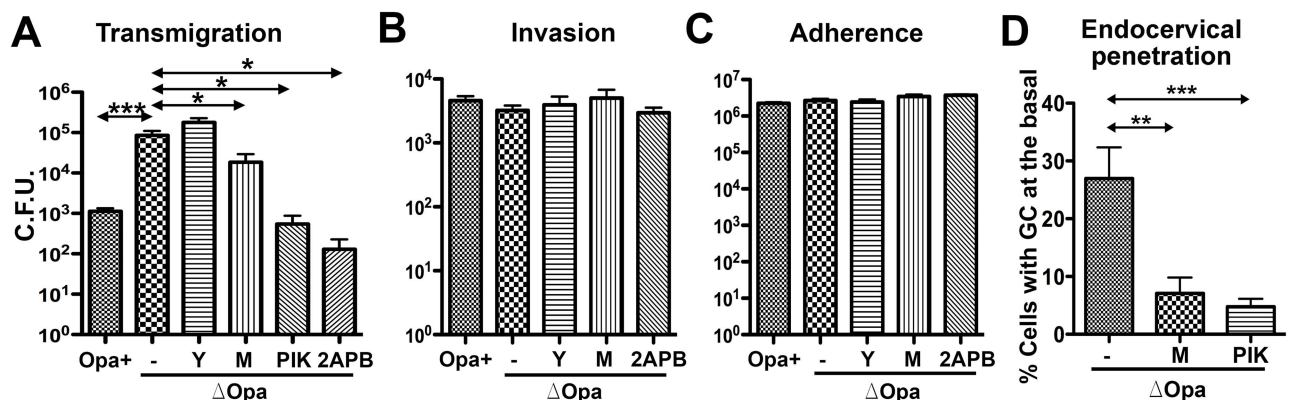 A
Transmigration
*
*
***
*
C.F.U.
10⁶
10⁵
10⁴
10³
10²
10¹
10⁰
Opa+ - Y M PIK 2APB
ΔOpa
B
Invasion
10⁴
10³
10²
10¹
10⁰
Opa+ - Y M 2APB
ΔOpa
C
Adherence
10⁷
10⁶
10⁵
10⁴
10³
10²
10¹
10⁰
Opa+ - Y M 2APB
ΔOpa
D
Endocervical
penetration
***
**
% Cells with GC at the basal
40
30
20
10
0
- M PIK
ΔOpa